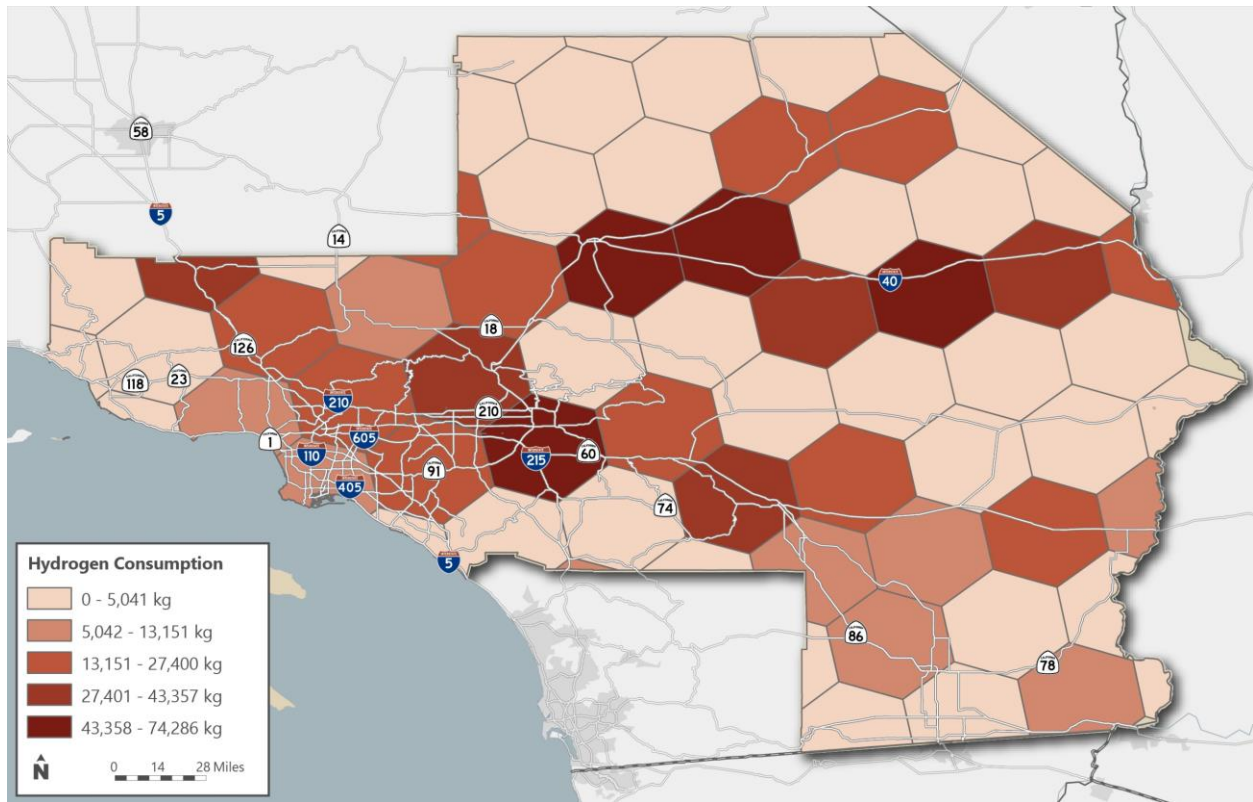 58
5
14
40
18
126
118
23
210
210
1
605
110
91
215
60
405
74
5
86
78
Hydrogen Consumption
0 - 5,041 kg
5,042 - 13,151 kg
13,151 - 27,400 kg
27,401 - 43,357 kg
43,358 - 74,286 kg
N
0 14 28 Miles